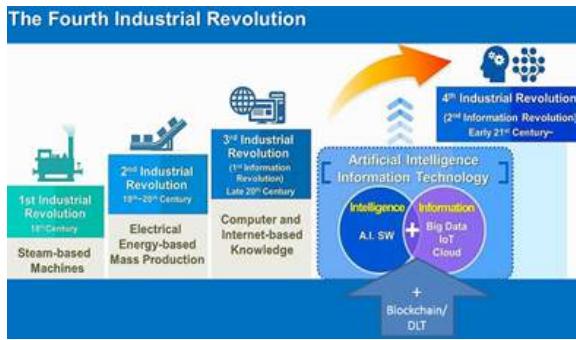 The Fourth Industrial Revolution
1st Industrial
Revolution
18th Century
Steam-based
Machines
2nd Industrial
Revolution
19th~20th Century
Electrical
Energy-based
Mass Production
3rd Industrial
Revolution
(1st Information
Revolution)
Late 20th Century
Computer and
Internet-based
Knowledge
Artificial Intelligence
Information Technology
Intelligence
A.I. SW
+
Information
Big Data
IoT
Cloud
+
Blockchain/
DLT
4th Industrial Revolution
(2nd Information Revolution)
Early 21st Century~